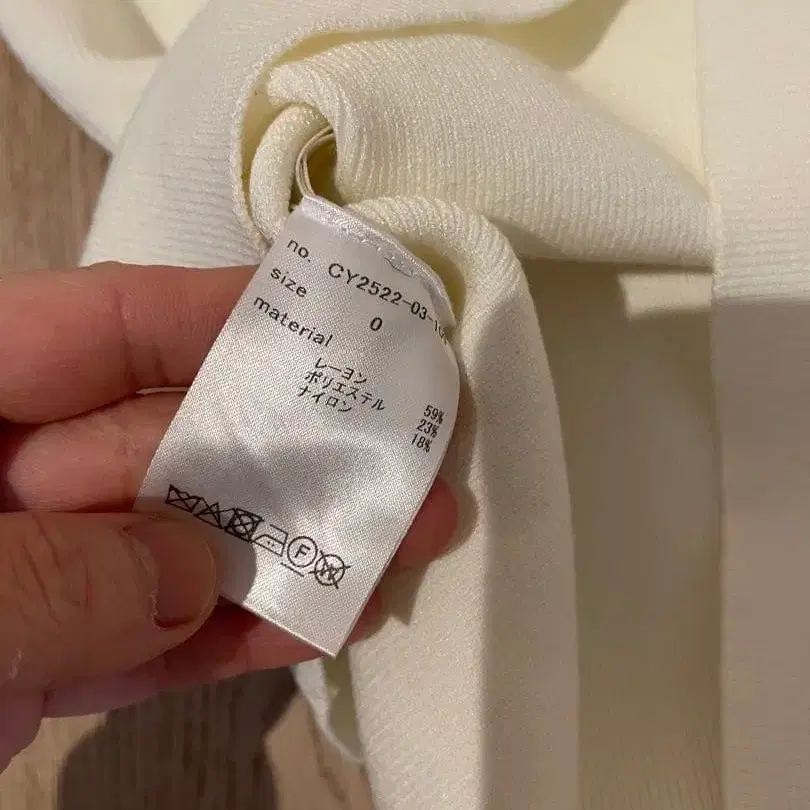 no. CY2522-03-10
size 0
material
レーヨン 59%
ポリエステル 23%
ナイロン 18%
F
W